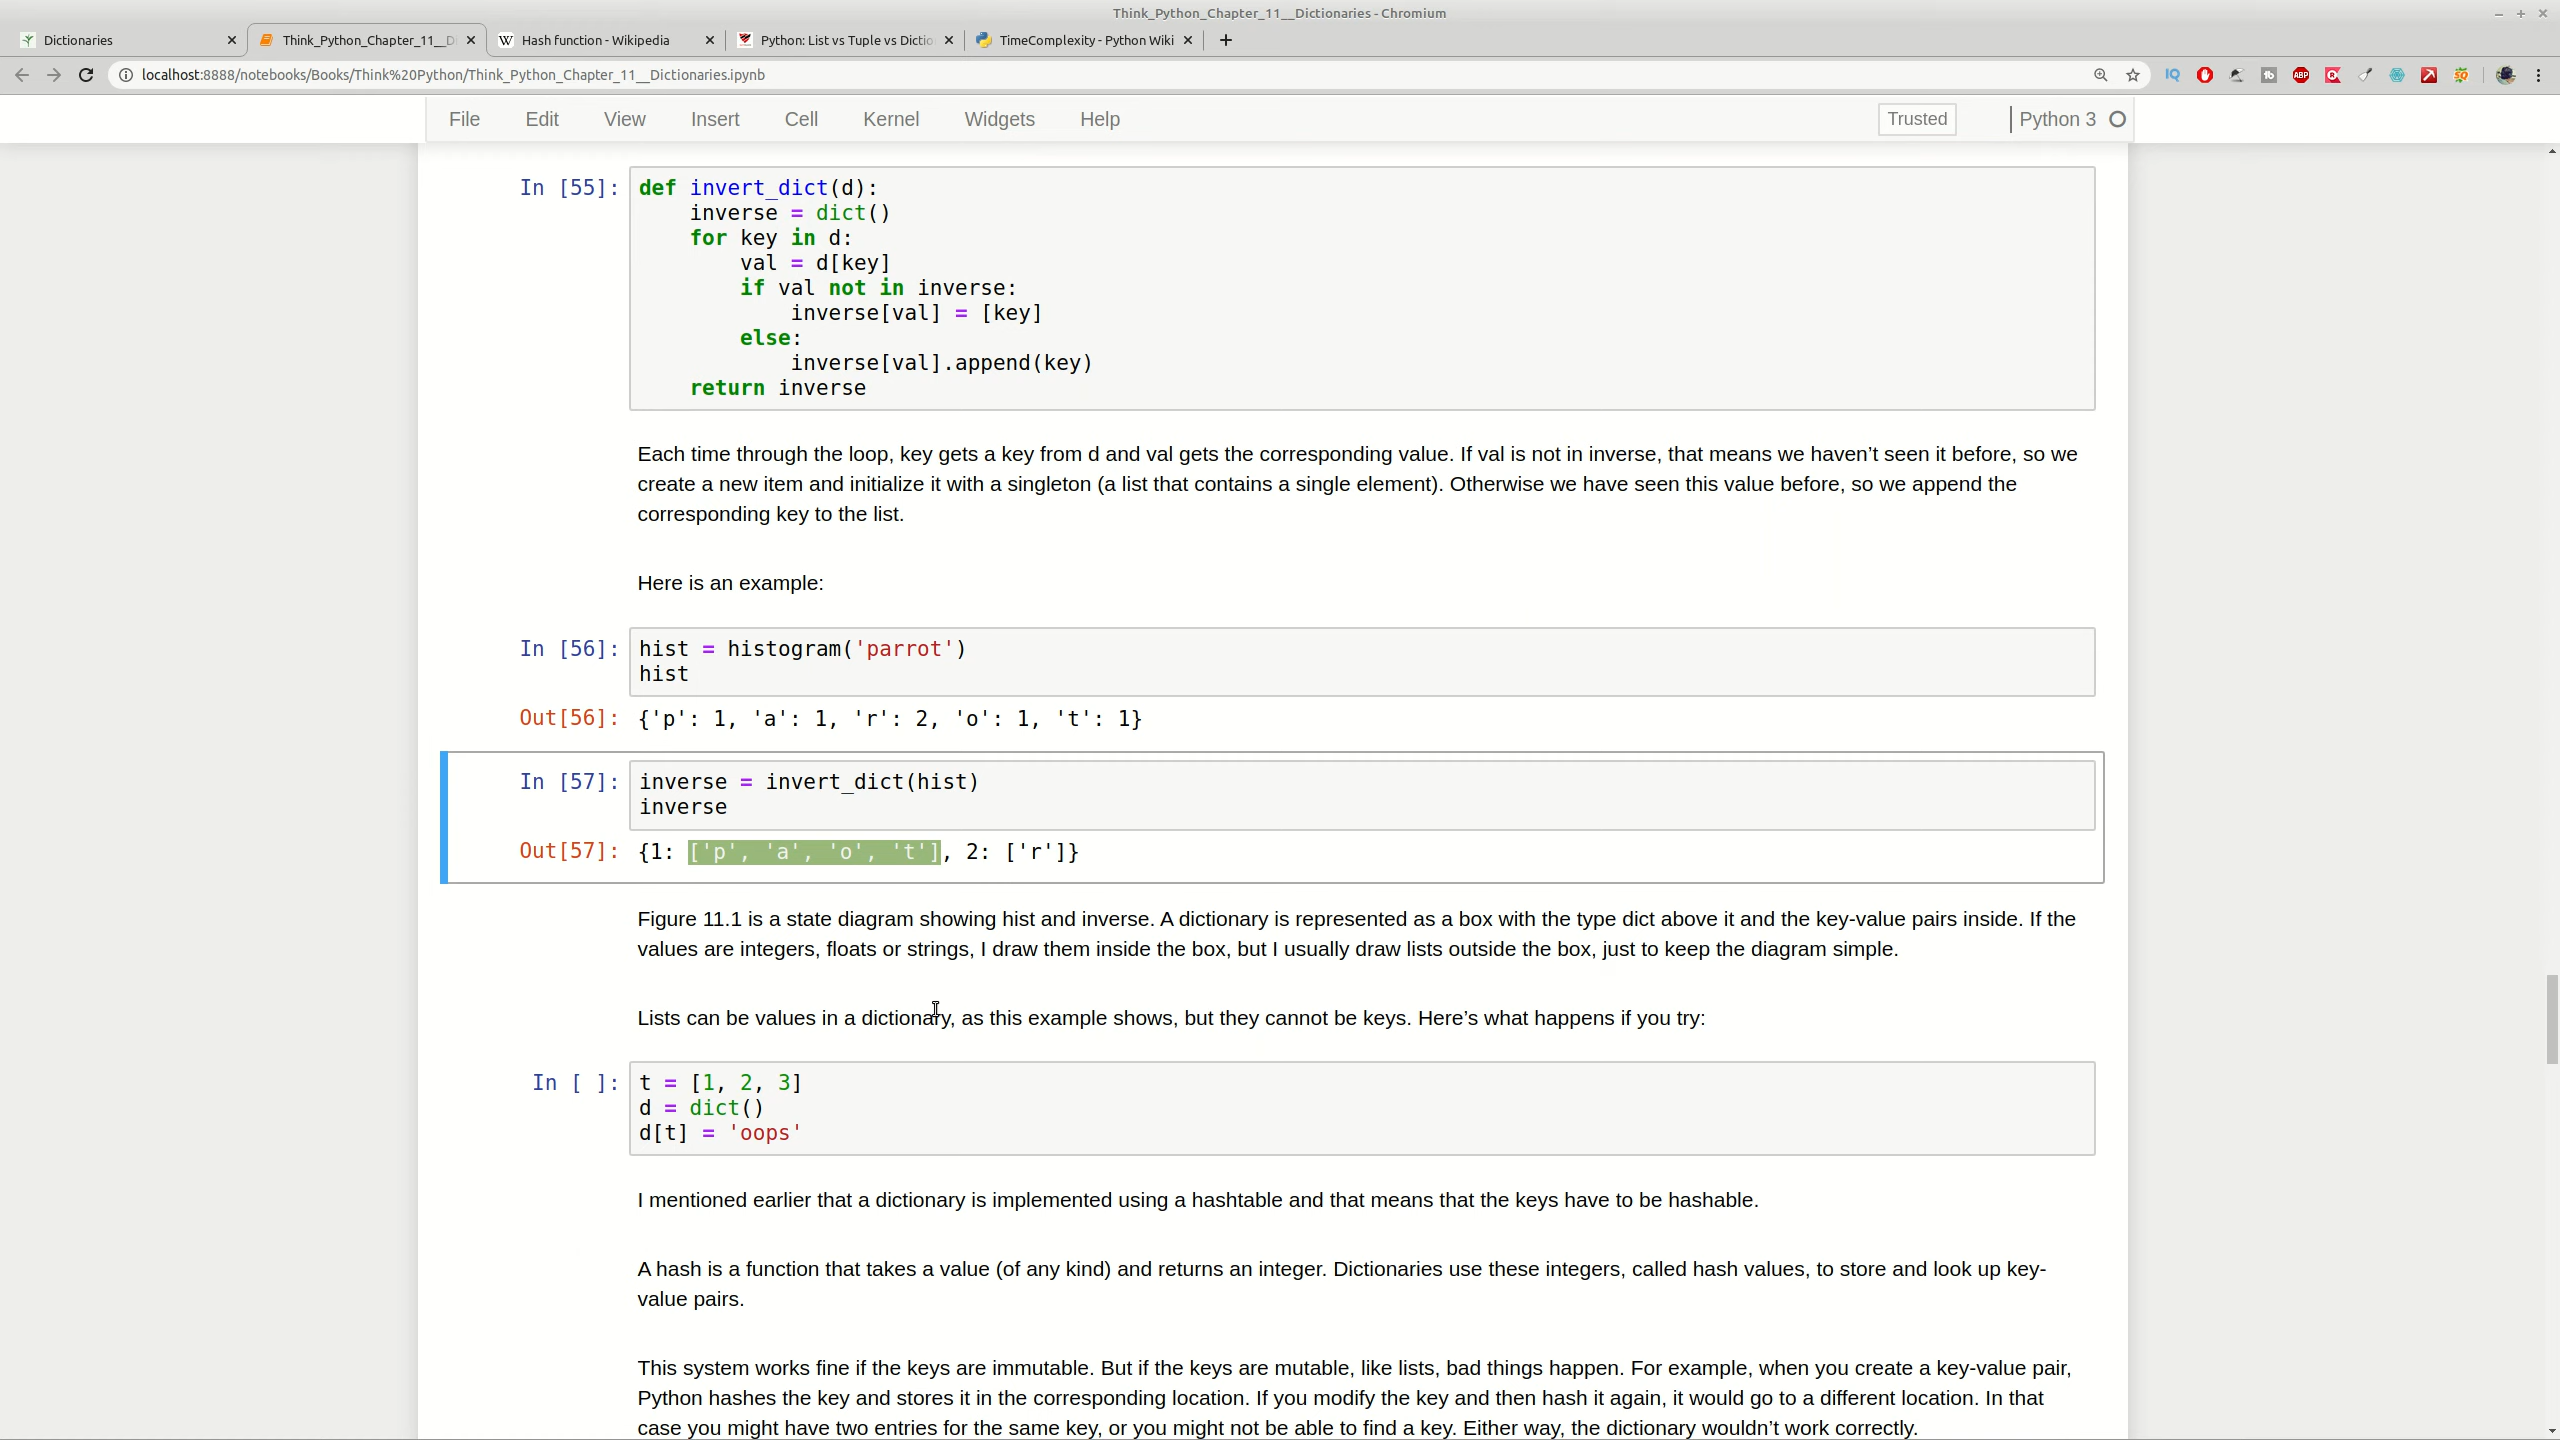 Think_Python_Chapter_11__Dictionaries - Chromium
Dictionaries
Think_Python_Chapter_11__D
Hash function - Wikipedia
Python: List vs Tuple vs Dictio
TimeComplexity - Python Wiki
localhost:8888/notebooks/Books/Think%20Python/Think_Python_Chapter_11__Dictionaries.ipynb
File Edit View Insert Cell Kernel Widgets Help Trusted Python 3
In [55]: def invert_dict(d):
    inverse = dict()
    for key in d:
        val = d[key]
        if val not in inverse:
            inverse[val] = [key]
        else:
            inverse[val].append(key)
    return inverse
Each time through the loop, key gets a key from d and val gets the corresponding value. If val is not in inverse, that means we haven’t seen it before, so we
create a new item and initialize it with a singleton (a list that contains a single element). Otherwise we have seen this value before, so we append the
corresponding key to the list.
Here is an example:
In [56]: hist = histogram('parrot')
hist
Out[56]: {'p': 1, 'a': 1, 'r': 2, 'o': 1, 't': 1}
In [57]: inverse = invert_dict(hist)
inverse
Out[57]: {1: ['p', 'a', 'o', 't'], 2: ['r']}
Figure 11.1 is a state diagram showing hist and inverse. A dictionary is represented as a box with the type dict above it and the key-value pairs inside. If the
values are integers, floats or strings, I draw them inside the box, but I usually draw lists outside the box, just to keep the diagram simple.
Lists can be values in a dictionary, as this example shows, but they cannot be keys. Here’s what happens if you try:
In [ ]: t = [1, 2, 3]
d = dict()
d[t] = 'oops'
I mentioned earlier that a dictionary is implemented using a hashtable and that means that the keys have to be hashable.
A hash is a function that takes a value (of any kind) and returns an integer. Dictionaries use these integers, called hash values, to store and look up key-
value pairs.
This system works fine if the keys are immutable. But if the keys are mutable, like lists, bad things happen. For example, when you create a key-value pair,
Python hashes the key and stores it in the corresponding location. If you modify the key and then hash it again, it would go to a different location. In that
case you might have two entries for the same key, or you might not be able to find a key. Either way, the dictionary wouldn’t work correctly.